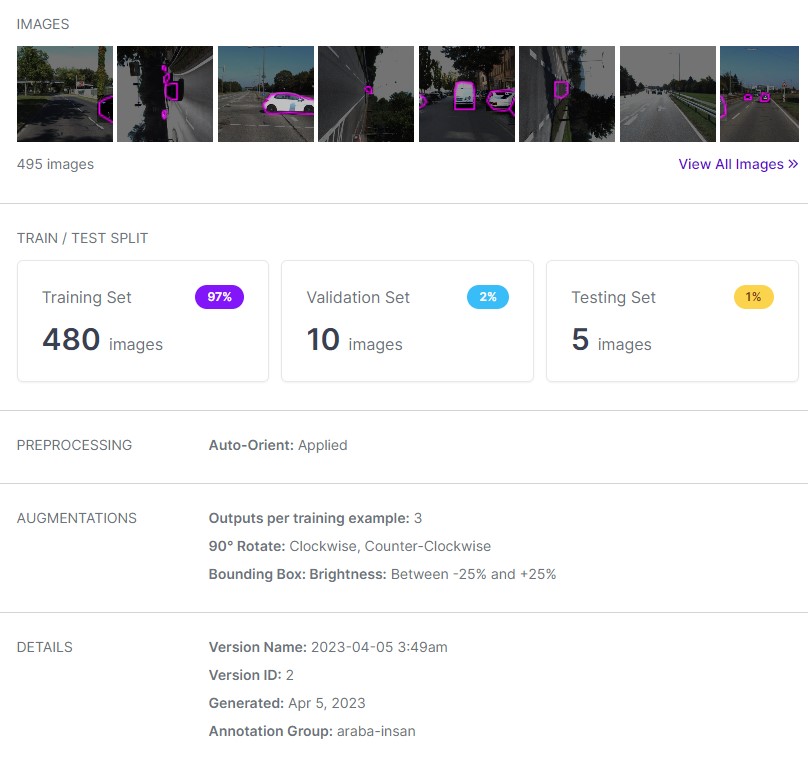 IMAGES
495 images
View All Images »
TRAIN / TEST SPLIT
Training Set 97%
480 images
Validation Set 2%
10 images
Testing Set 1%
5 images
PREPROCESSING
Auto-Orient: Applied
AUGMENTATIONS
Outputs per training example: 3
90° Rotate: Clockwise, Counter-Clockwise
Bounding Box: Brightness: Between -25% and +25%
DETAILS
Version Name: 2023-04-05 3:49am
Version ID: 2
Generated: Apr 5, 2023
Annotation Group: araba-insan